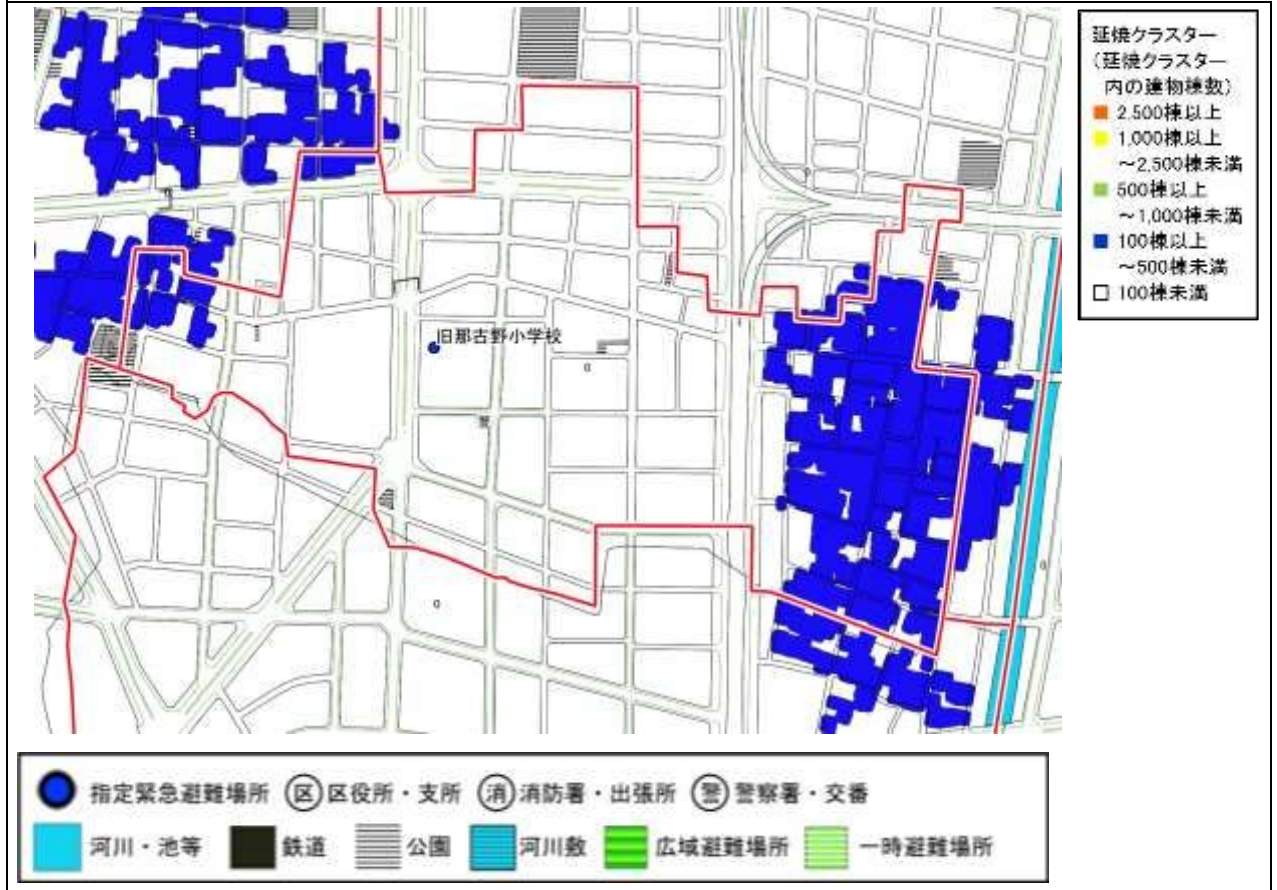 延焼クラスター
(延焼クラスター
内の建物棟数)
2,500棟以上
1,000棟以上
～2,500棟未満
500棟以上
～1,000棟未満
100棟以上
～500棟未満
100棟未満
旧那古野小学校
警
指定緊急避難場所 区 区役所・支所 消 消防署・出張所 警 警察署・交番
河川・池等 鉄道 公園 河川敷 広域避難場所 一時避難場所